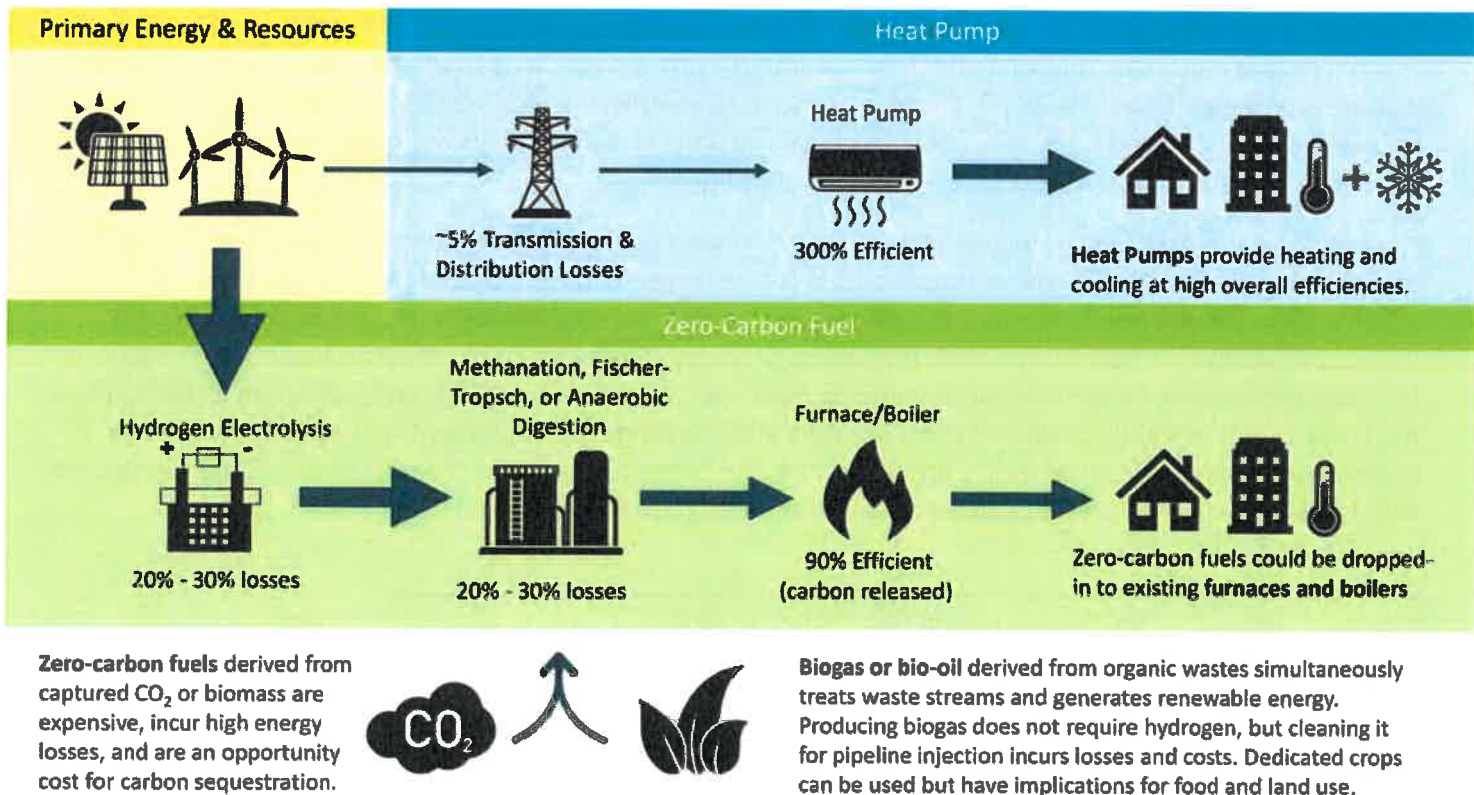 Primary Energy & Resources
Heat Pump
Heat Pump
~5% Transmission &
Distribution Losses
300% Efficient
Heat Pumps provide heating and
cooling at high overall efficiencies.
Zero-Carbon Fuel
Hydrogen Electrolysis
+ -
20% - 30% losses
Methanation, Fischer-
Tropsch, or Anaerobic
Digestion
20% - 30% losses
Furnace/Boiler
90% Efficient
(carbon released)
Zero-carbon fuels could be dropped-
in to existing furnaces and boilers
Zero-carbon fuels derived from
captured CO₂ or biomass are
expensive, incur high energy
losses, and are an opportunity
cost for carbon sequestration.
CO₂
Biogas or bio-oil derived from organic wastes simultaneously
treats waste streams and generates renewable energy.
Producing biogas does not require hydrogen, but cleaning it
for pipeline injection incurs losses and costs. Dedicated crops
can be used but have implications for food and land use.